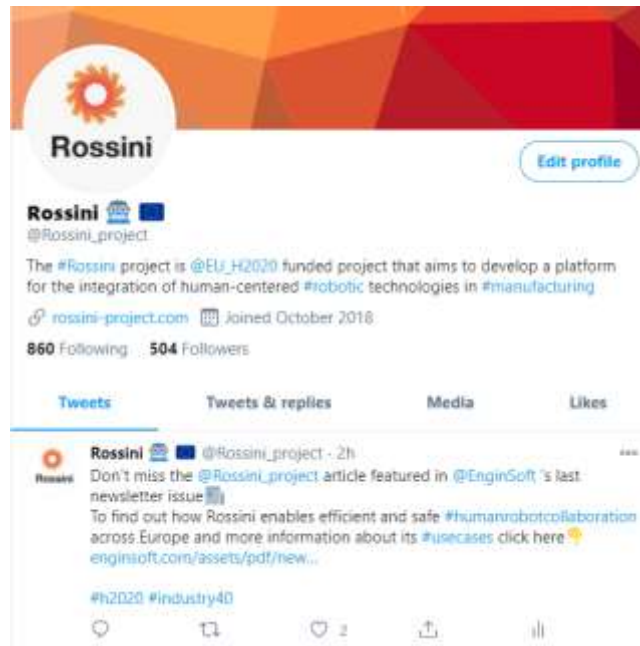 Rossini
Edit profile
Rossini
@Rossini_project
The #Rossini project is @EU_H2020 funded project that aims to develop a platform
for the integration of human-centered #robotic technologies in #manufacturing
rossini-project.com Joined October 2018
860 Following 504 Followers
Tweets Tweets & replies Media Likes
Rossini @Rossini_project · 2h
Rossini
Don't miss the @Rossini_project article featured in @EnginSoft 's last
newsletter issue
To find out how Rossini enables efficient and safe #humanrobotcollaboration
across Europe and more information about its #usecases click here
enginsoft.com/assets/pdf/new...
#h2020 #industry40
2